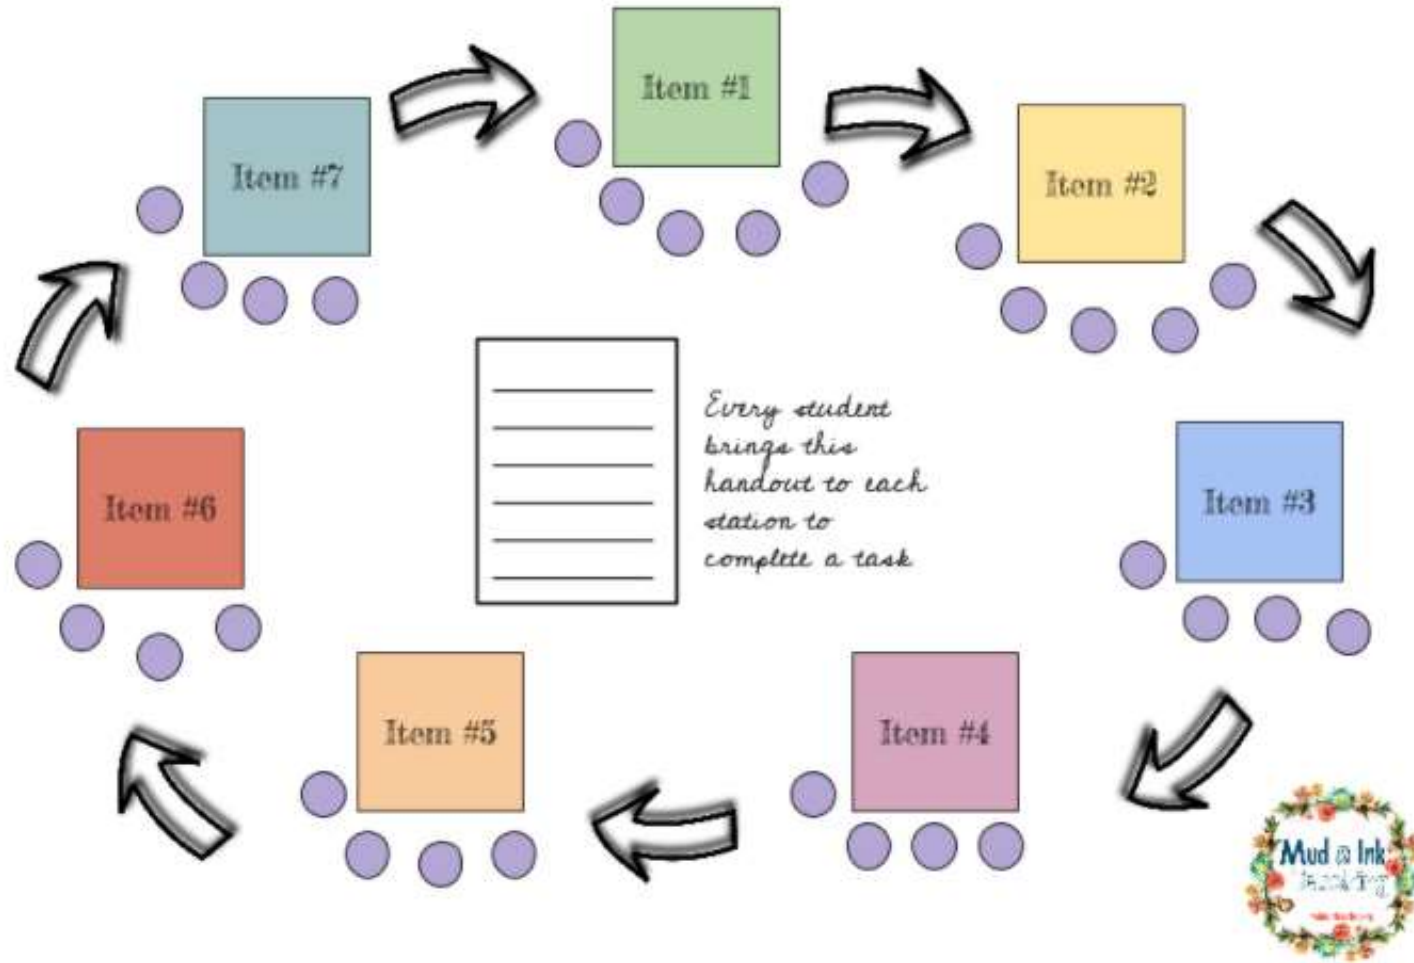 Item #1
Item #2
Item #7
Every student
brings this
handout to each
station to
complete a task
Item #3
Item #6
Item #5
Item #4
Mud & Ink